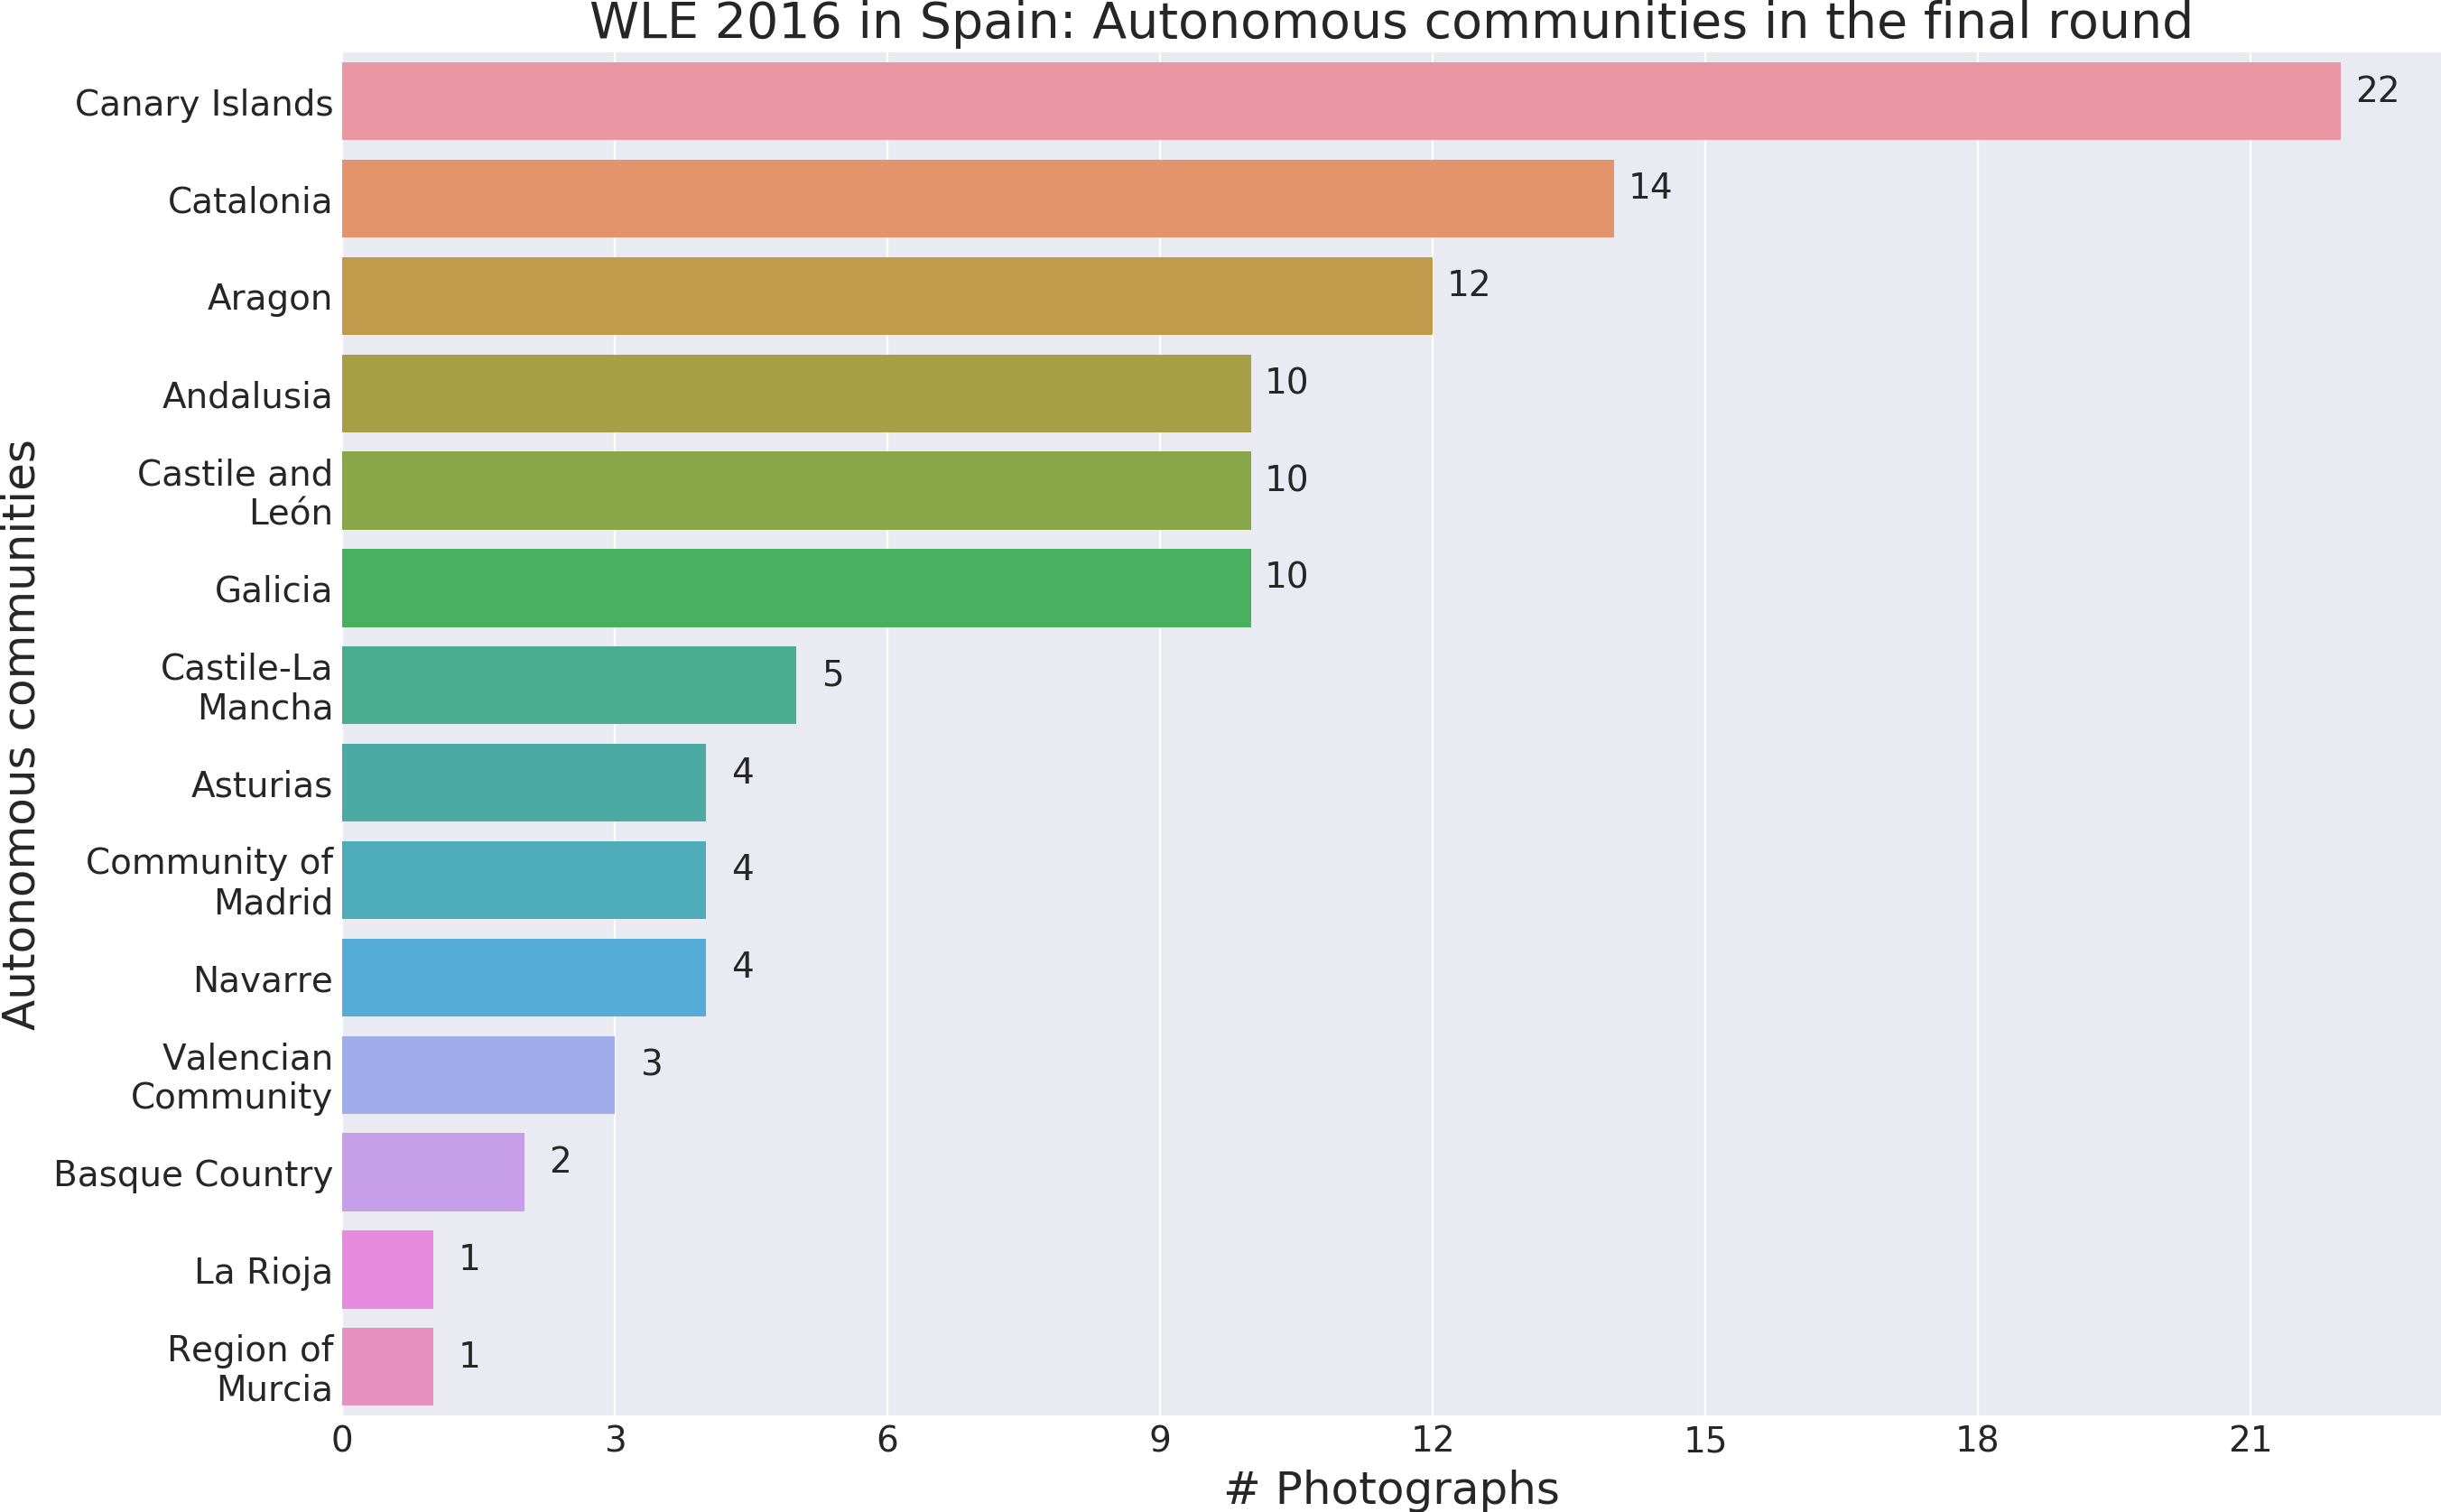 WLE 2016 in Spain: Autonomous communities in the final round
Autonomous communities
Canary Islands
22
Catalonia
14
Aragon
12
Andalusia
10
Castile and
León
10
Galicia
10
Castile-La
Mancha
5
Asturias
4
Community of
Madrid
4
Navarre
4
Valencian
Community
3
Basque Country
2
La Rioja
1
Region of
Murcia
1
0 3 6 9 12 15 18 21
# Photographs